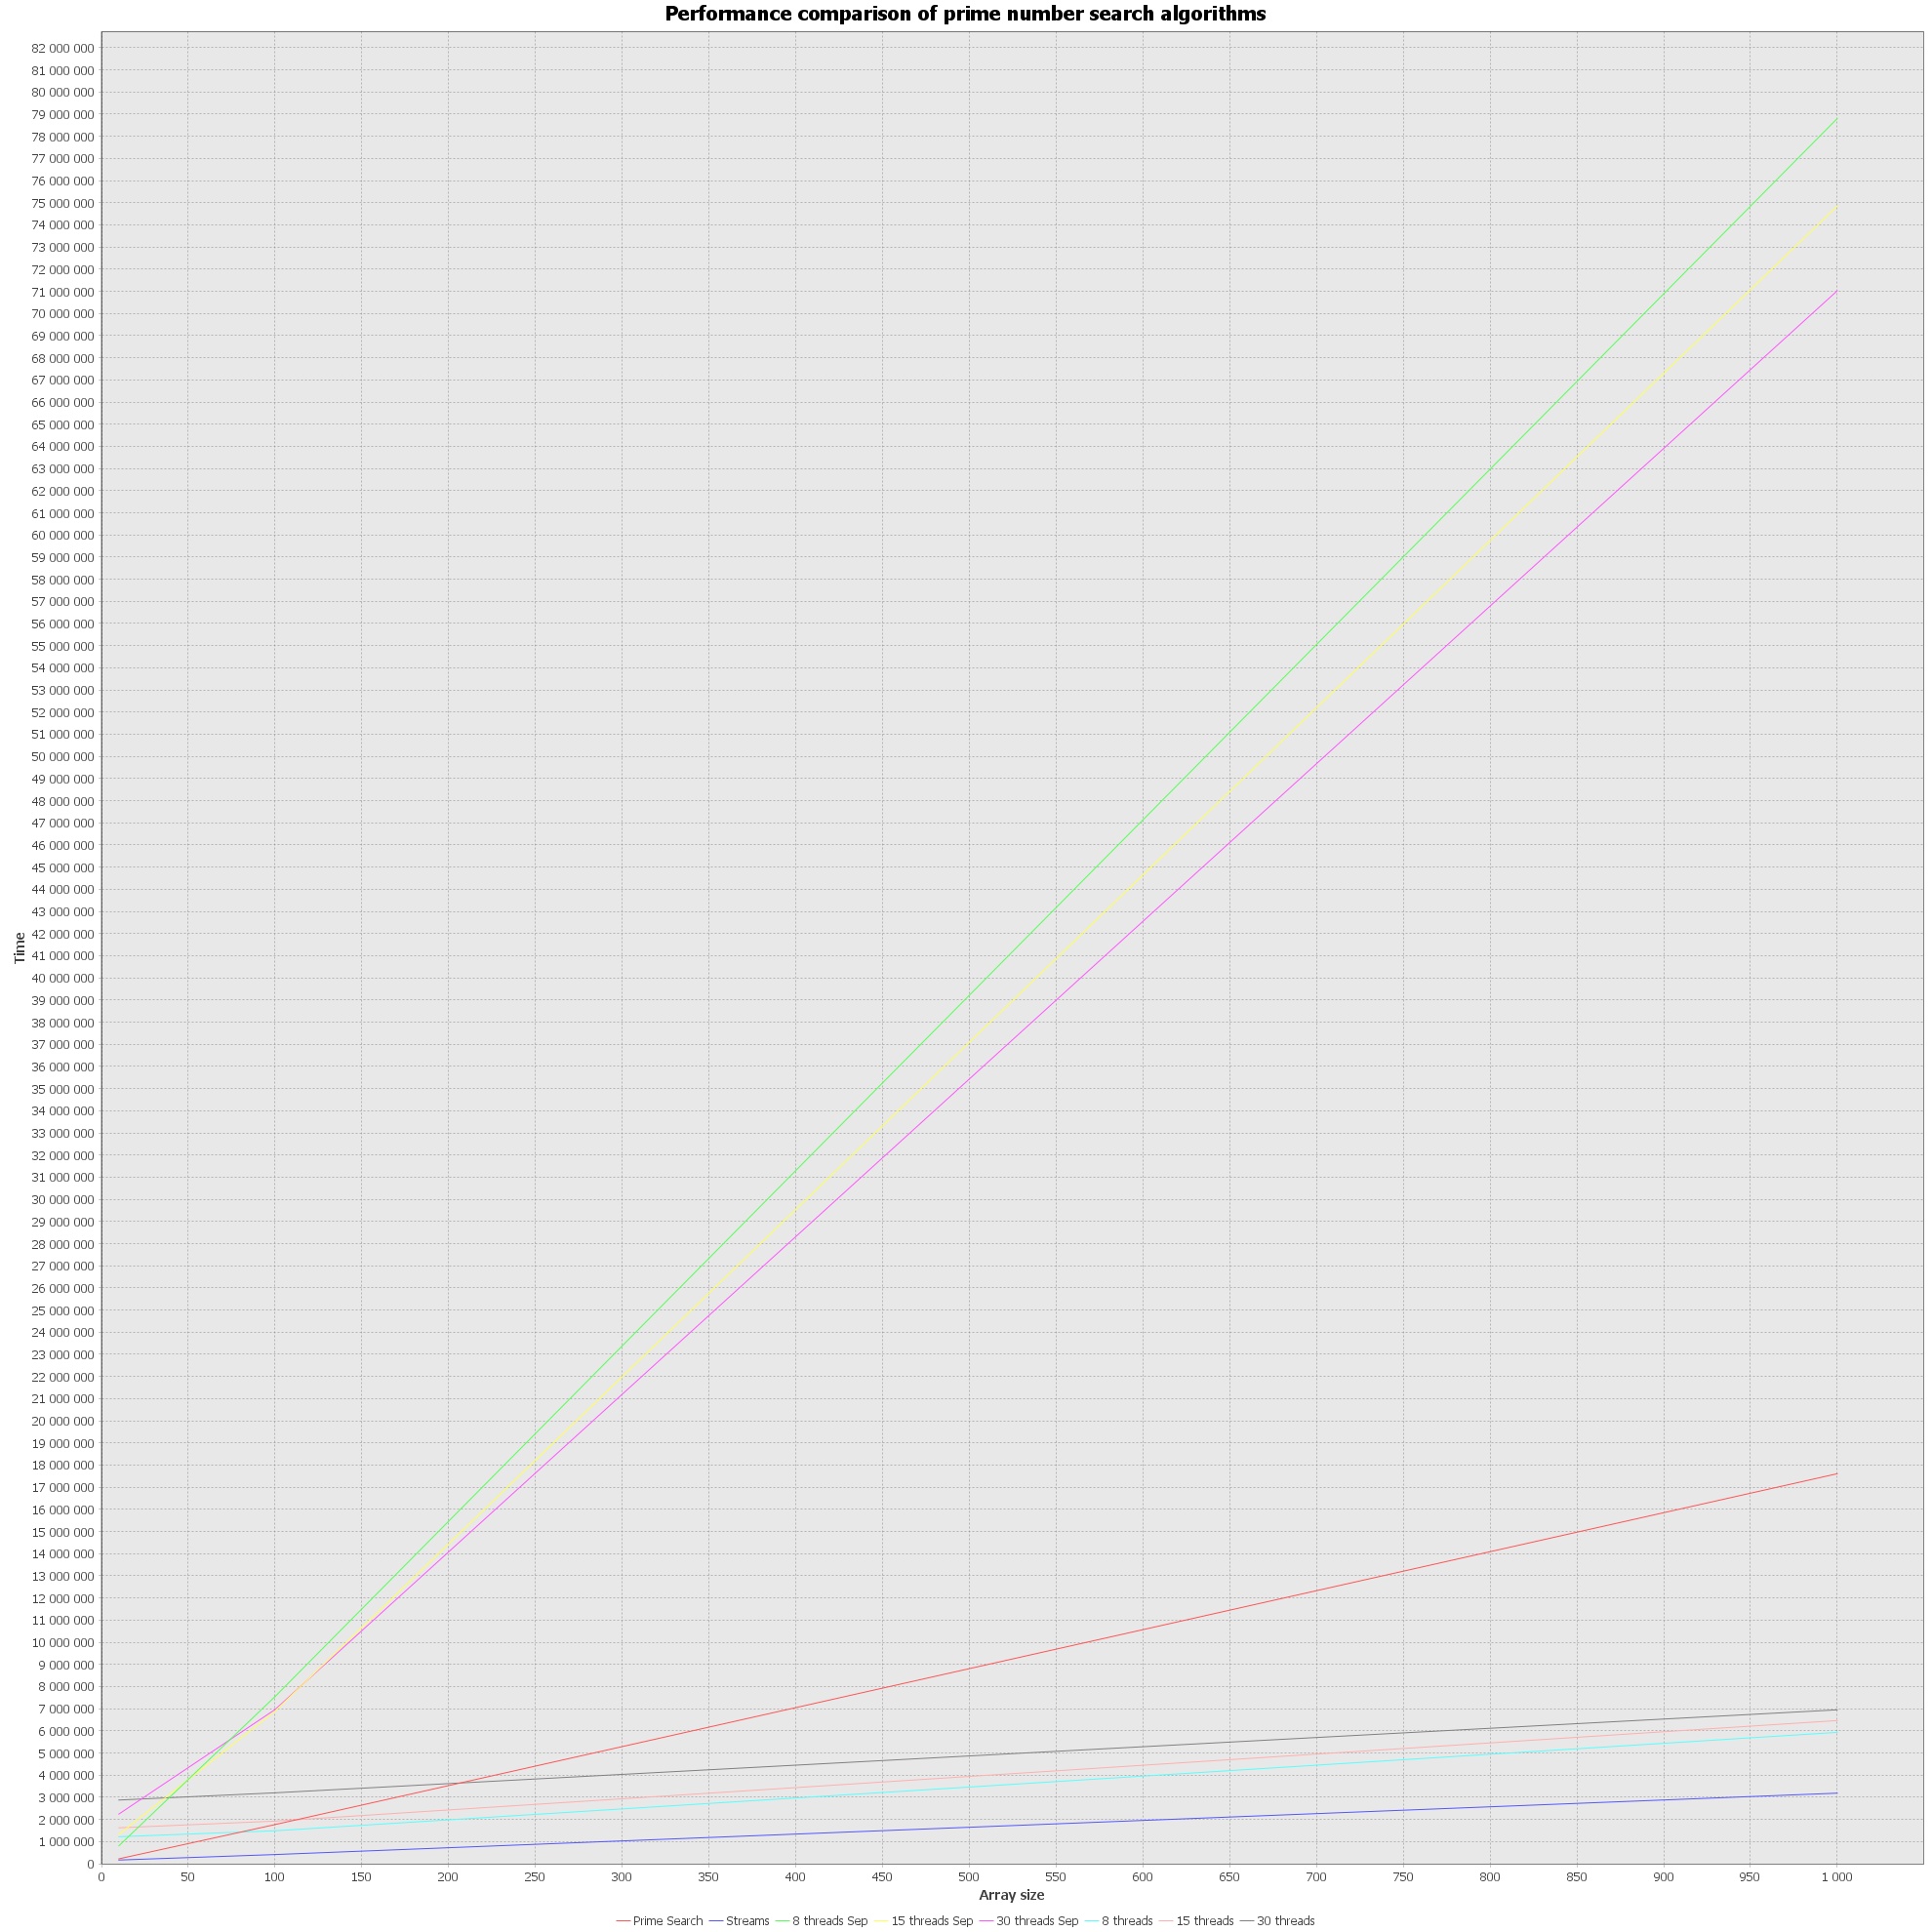 Performance comparison of prime number search algorithms
82 000 000
81 000 000
80 000 000
79 000 000
78 000 000
77 000 000
76 000 000
75 000 000
74 000 000
73 000 000
72 000 000
71 000 000
70 000 000
69 000 000
68 000 000
67 000 000
66 000 000
65 000 000
64 000 000
63 000 000
62 000 000
61 000 000
60 000 000
59 000 000
58 000 000
57 000 000
56 000 000
55 000 000
54 000 000
53 000 000
52 000 000
51 000 000
50 000 000
49 000 000
48 000 000
47 000 000
46 000 000
45 000 000
44 000 000
43 000 000
42 000 000
41 000 000
40 000 000
39 000 000
38 000 000
37 000 000
36 000 000
35 000 000
34 000 000
33 000 000
32 000 000
31 000 000
30 000 000
29 000 000
28 000 000
27 000 000
26 000 000
25 000 000
24 000 000
23 000 000
22 000 000
21 000 000
20 000 000
19 000 000
18 000 000
17 000 000
16 000 000
15 000 000
14 000 000
13 000 000
12 000 000
11 000 000
10 000 000
9 000 000
8 000 000
7 000 000
6 000 000
5 000 000
4 000 000
3 000 000
2 000 000
1 000 000
0
Time
0 50 100 150 200 250 300 350 400 450 500 550 600 650 700 750 800 850 900 950 1 000
Array size
Prime Search Streams 8 threads Sep 15 threads Sep 30 threads Sep 8 threads 15 threads 30 threads